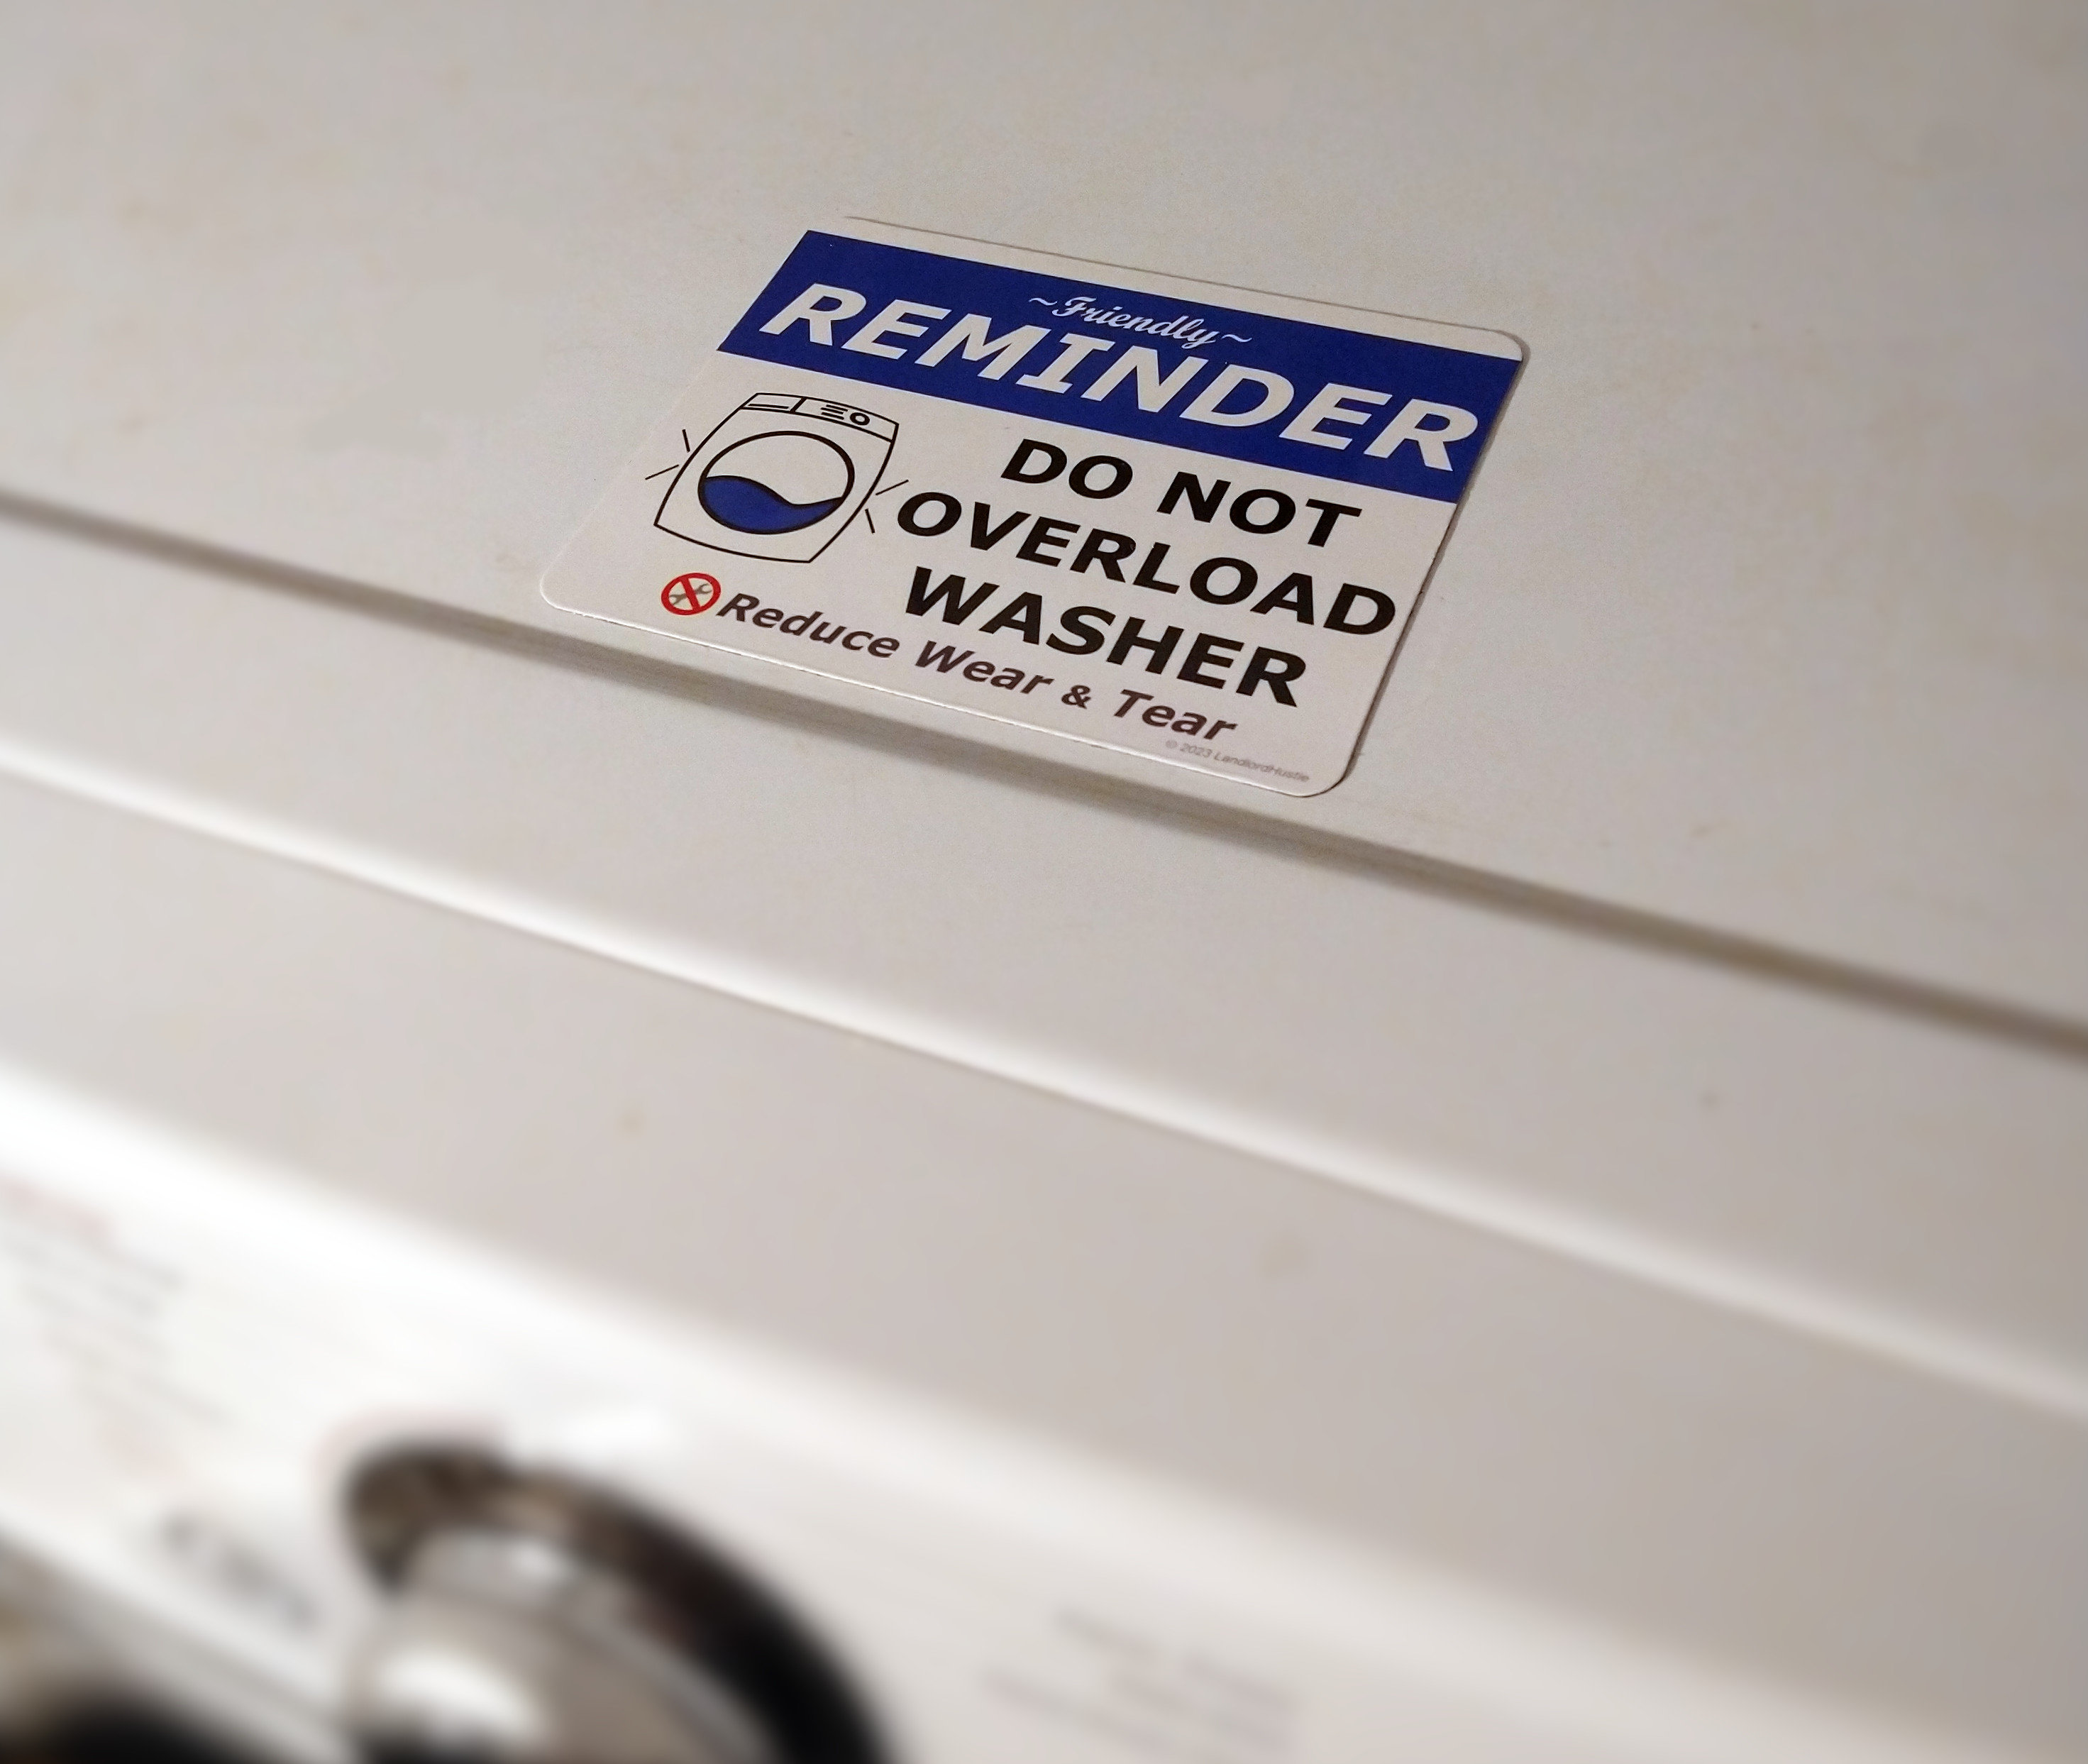 ~Friendly~
REMINDER
DO NOT
OVERLOAD
WASHER
Reduce Wear & Tear
© 2023 LandlordHustle